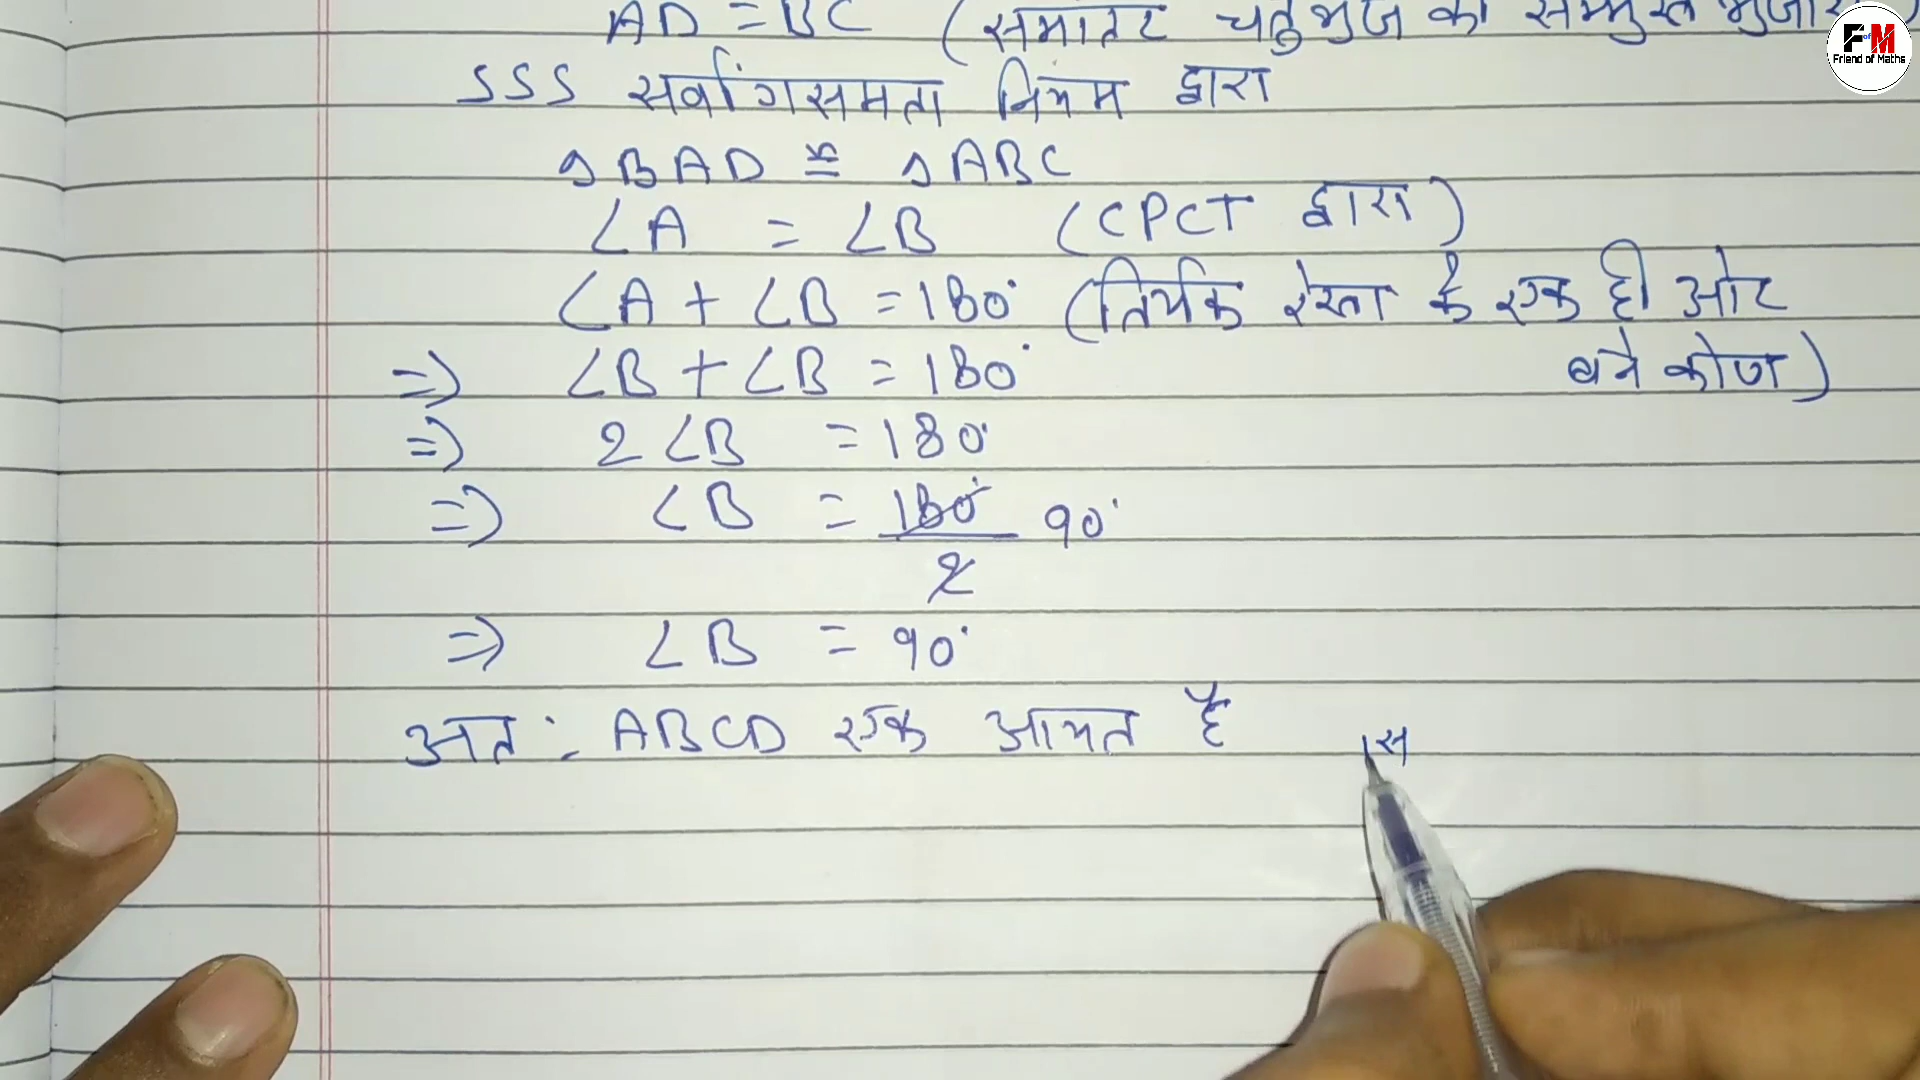 AD = BC (समांतर चतुर्भुज की सम्मुख भुजाएँ
FofM
Friend of Maths
SSS सर्वांगसमता नियम द्वारा
△BAD ≅ △ABC
∠A = ∠B (CPCT द्वारा)
∠A + ∠B = 180° (तिर्यक रेखा के एक ही ओर
बने कोण)
=> ∠B + ∠B = 180°
=> 2∠B = 180°
=> ∠B = 180°/2 90°
=> ∠B = 90°
अत: ABCD एक आयत है